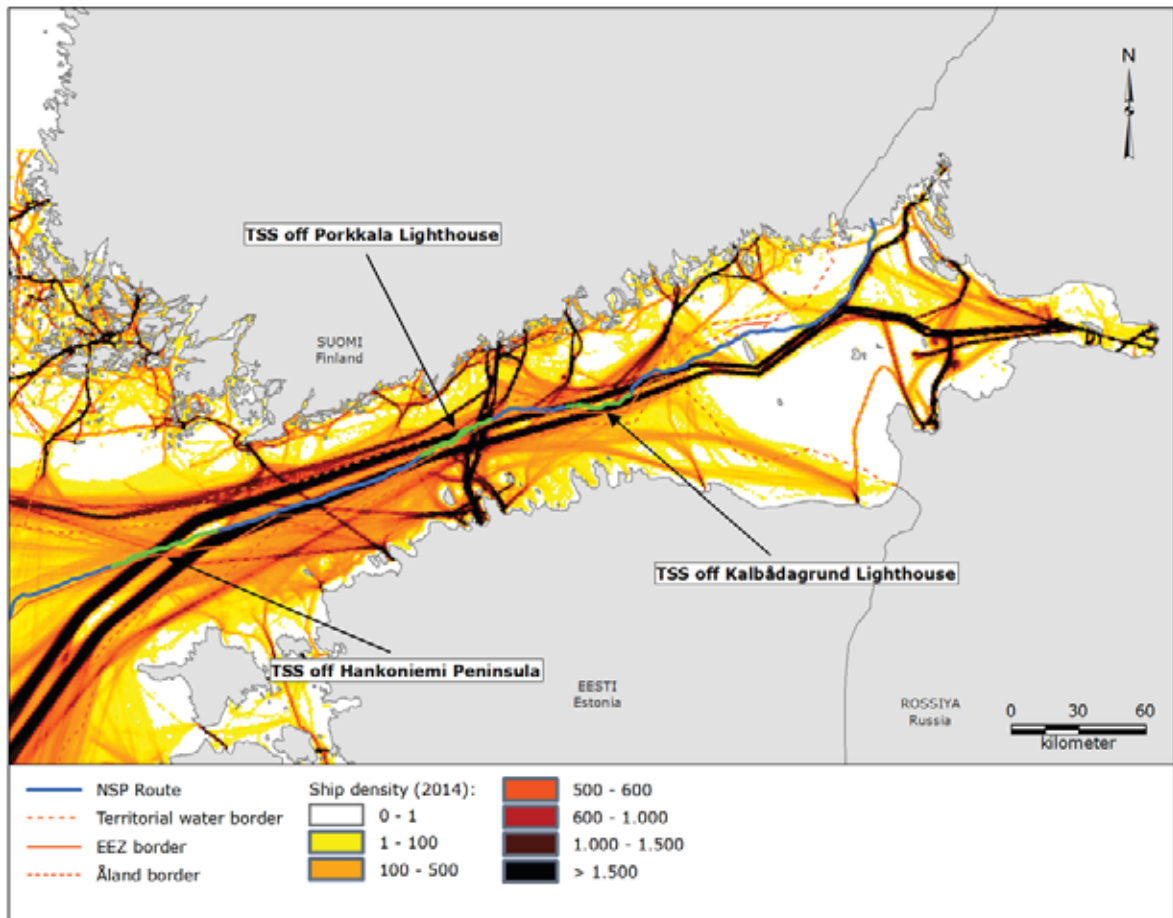 N
TSS off Porkkala Lighthouse
SUOMI
Finland
TSS off Kalbådagrund Lighthouse
TSS off Hankoniemi Peninsula
EESTI
Estonia
ROSSIYA
Russia
0 30 60
kilometer
NSP Route
Territorial water border
EEZ border
Åland border
Ship density (2014):
0 - 1
1 - 100
100 - 500
500 - 600
600 - 1.000
1.000 - 1.500
> 1.500